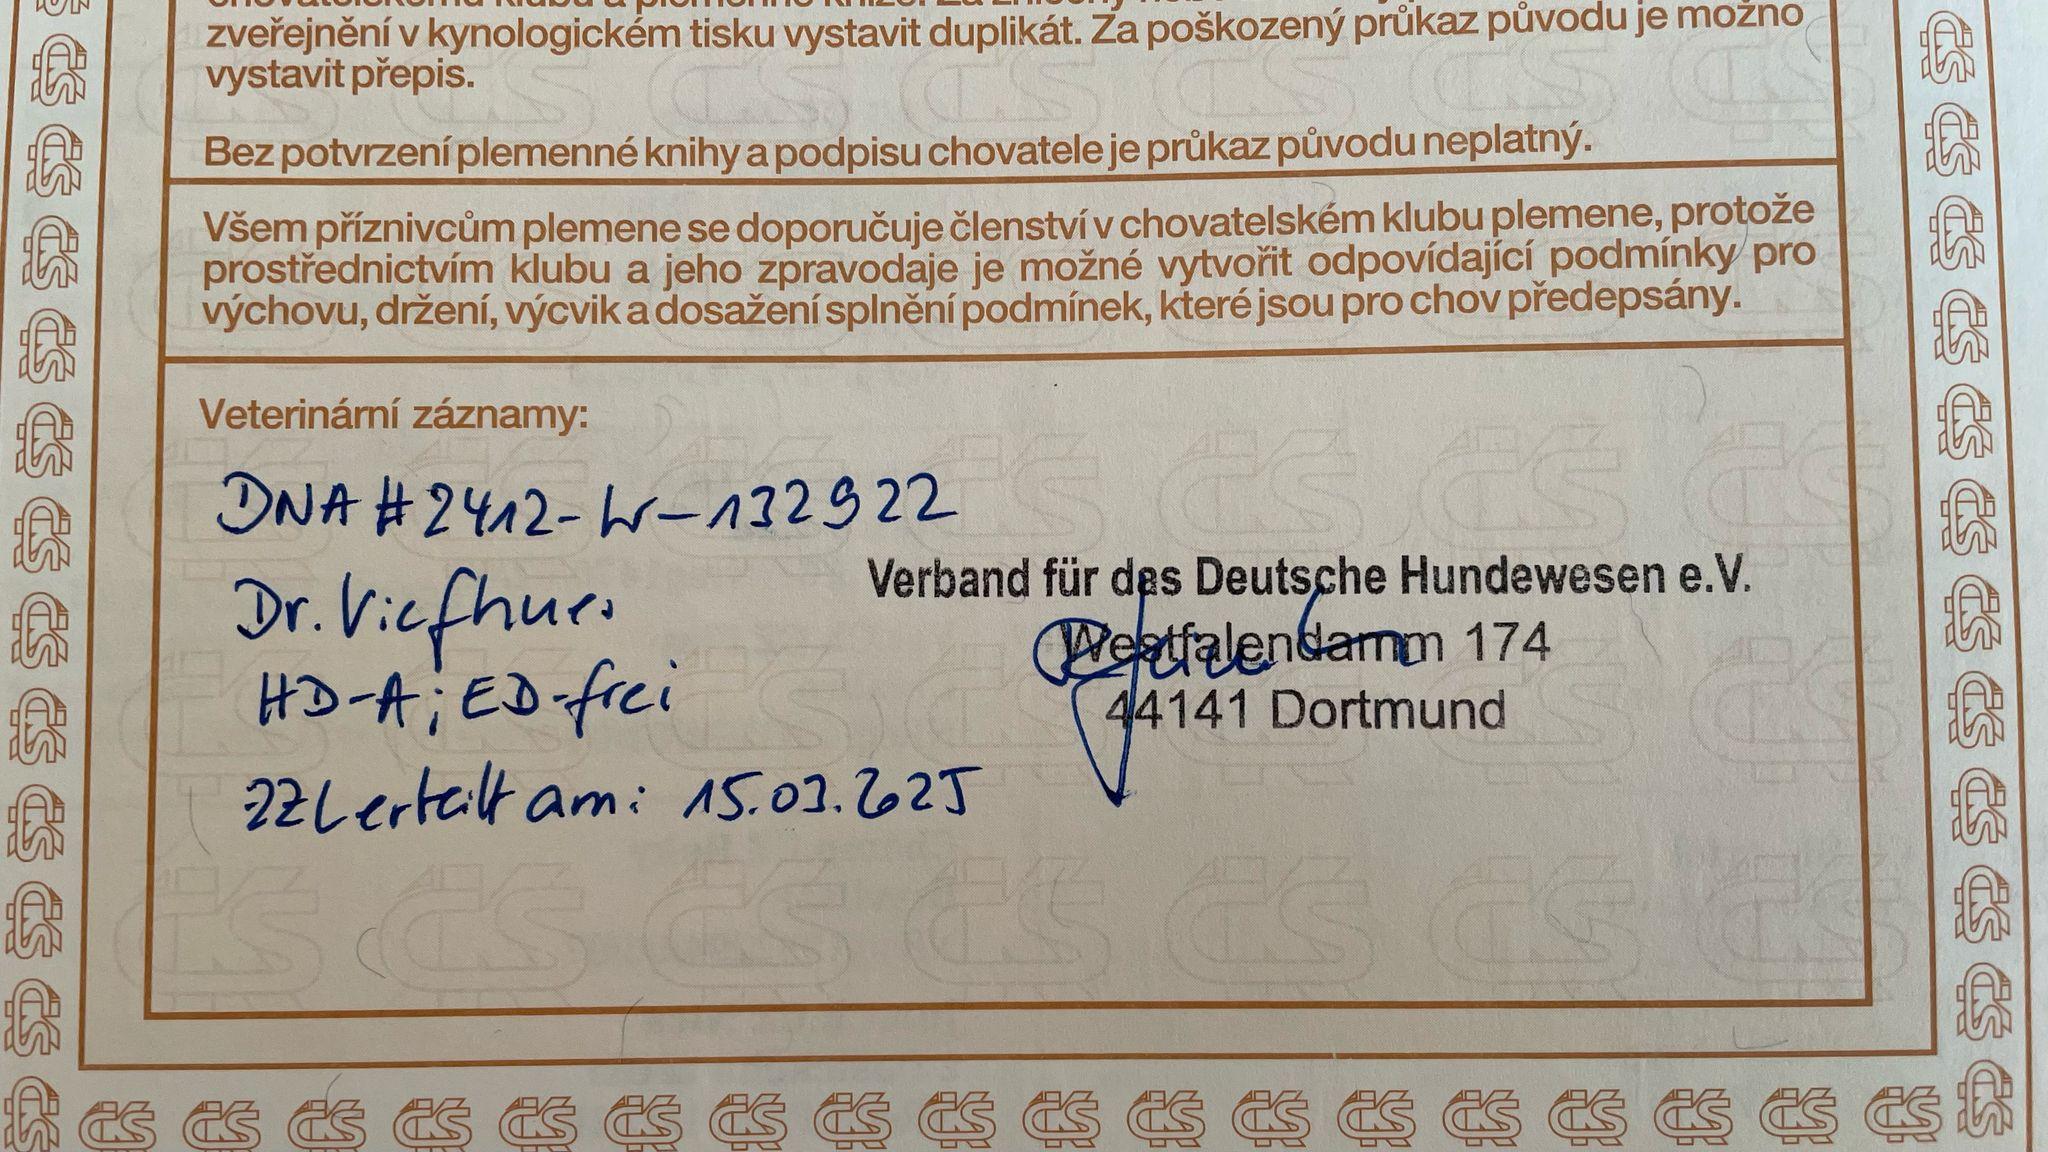 zveřejnění v kynologickém tisku vystavit duplikát. Za poškozený průkaz původu je možno
vystavit přepis.
Bez potvrzení plemenné knihy a podpisu chovatele je průkaz původu neplatný.
Všem příznivcům plemene se doporučuje členství v chovatelském klubu plemene, protože
prostřednictvím klubu a jeho zpravodaje je možné vytvořit odpovídající podmínky pro
výchovu, držení, výcvik a dosažení splnění podmínek, které jsou pro chov předepsány.
Veterinární záznamy:
DNA # 2412-W-132922
Dr. Viefhues
HD-A; ED-frei
ZZL erteilt am: 15.03.2025
Verband für das Deutsche Hundewesen e.V.
Westfalendamm 174
44141 Dortmund